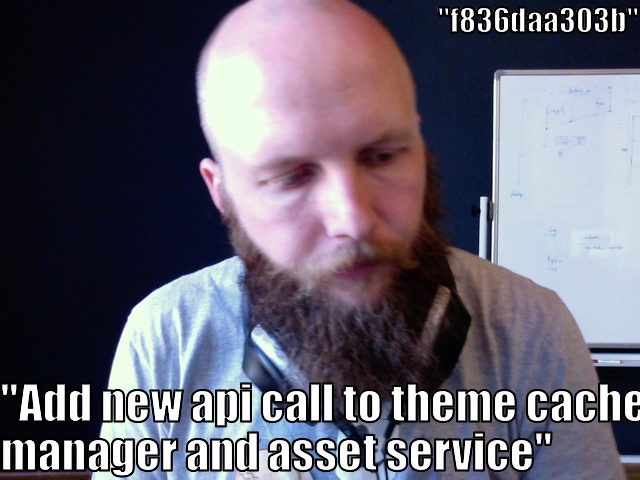 "f836daa303b"
"Add new api call to theme cache
manager and asset service"